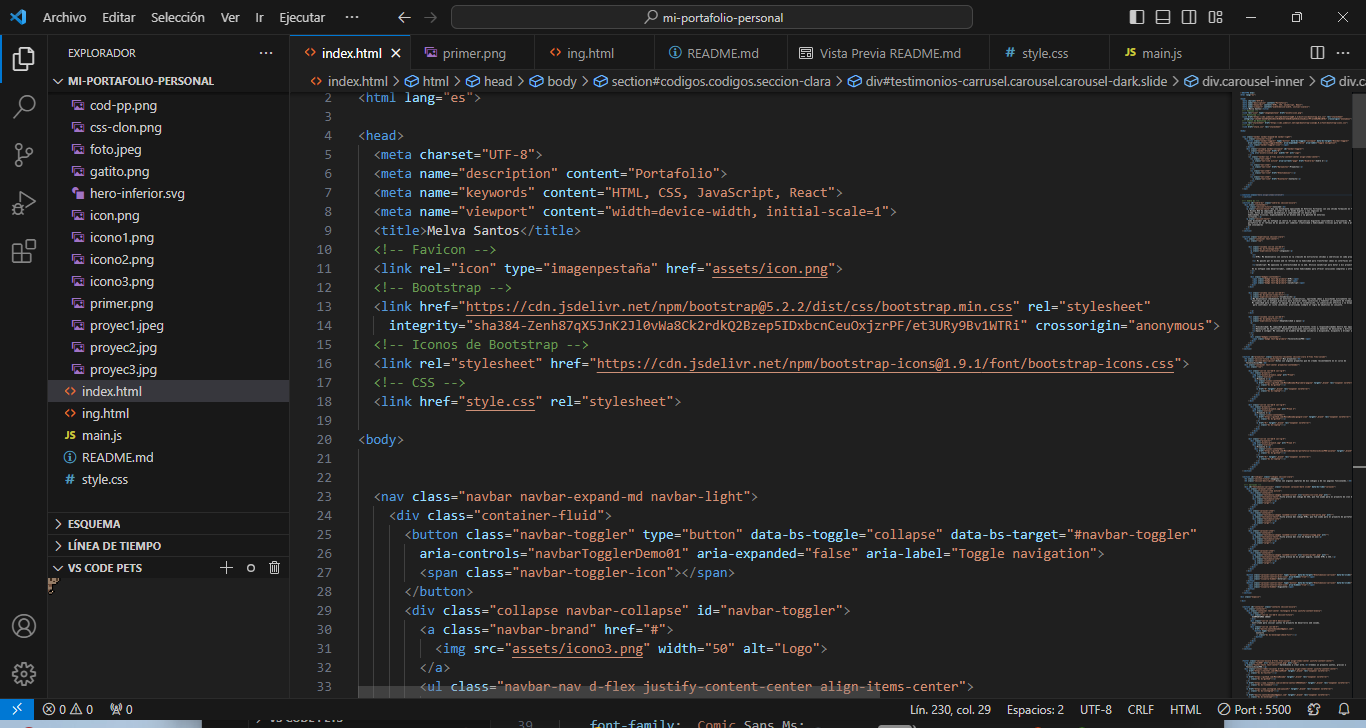 Archivo Editar Selección Ver Ir Ejecutar ··· mi-portafolio-personal
EXPLORADOR ···
MI-PORTAFOLIO-PERSONAL
cod-pp.png
css-clon.png
foto.jpeg
gatito.png
hero-inferior.svg
icon.png
icono1.png
icono2.png
icono3.png
primer.png
proyec1.jpeg
proyec2.jpg
proyec3.jpg
index.html
ing.html
main.js
README.md
style.css
ESQUEMA
LÍNEA DE TIEMPO
VS CODE PETS
index.html primer.png ing.html README.md Vista Previa README.md style.css main.js
index.html > html > head > body > section#codigos.codigos.seccion-clara > div#testimonios-carrusel.carousel.carousel-dark.slide > div.carousel-inner > div.ca
2 <html lang="es">
3
4 <head>
5 <meta charset="UTF-8">
6 <meta name="description" content="Portafolio">
7 <meta name="keywords" content="HTML, CSS, JavaScript, React">
8 <meta name="viewport" content="width=device-width, initial-scale=1">
9 <title>Melva Santos</title>
10 <!-- Favicon -->
11 <link rel="icon" type="imagenpestaña" href="assets/icon.png">
12 <!-- Bootstrap -->
13 <link href="https://cdn.jsdelivr.net/npm/bootstrap@5.2.2/dist/css/bootstrap.min.css" rel="stylesheet"
14 integrity="sha384-Zenh87qX5JnK2Jl0vWa8Ck2rdkQ2Bzep5IDxbcnCeuOxjzrPF/et3URy9Bv1WTRi" crossorigin="anonymous">
15 <!-- Iconos de Bootstrap -->
16 <link rel="stylesheet" href="https://cdn.jsdelivr.net/npm/bootstrap-icons@1.9.1/font/bootstrap-icons.css">
17 <!-- CSS -->
18 <link href="style.css" rel="stylesheet">
19
20 <body>
21
22
23 <nav class="navbar navbar-expand-md navbar-light">
24 <div class="container-fluid">
25 <button class="navbar-toggler" type="button" data-bs-toggle="collapse" data-bs-target="#navbar-toggler"
26 aria-controls="navbarTogglerDemo01" aria-expanded="false" aria-label="Toggle navigation">
27 <span class="navbar-toggler-icon"></span>
28 </button>
29 <div class="collapse navbar-collapse" id="navbar-toggler">
30 <a class="navbar-brand" href="#">
31 <img src="assets/icono3.png" width="50" alt="Logo">
32 </a>
33 <ul class="navbar-nav d-flex justify-content-center align-items-center">
0 0 0 Lín. 230, col. 29 Espacios: 2 UTF-8 CRLF HTML Port : 5500
39 font-family: Comic Sans Ms;